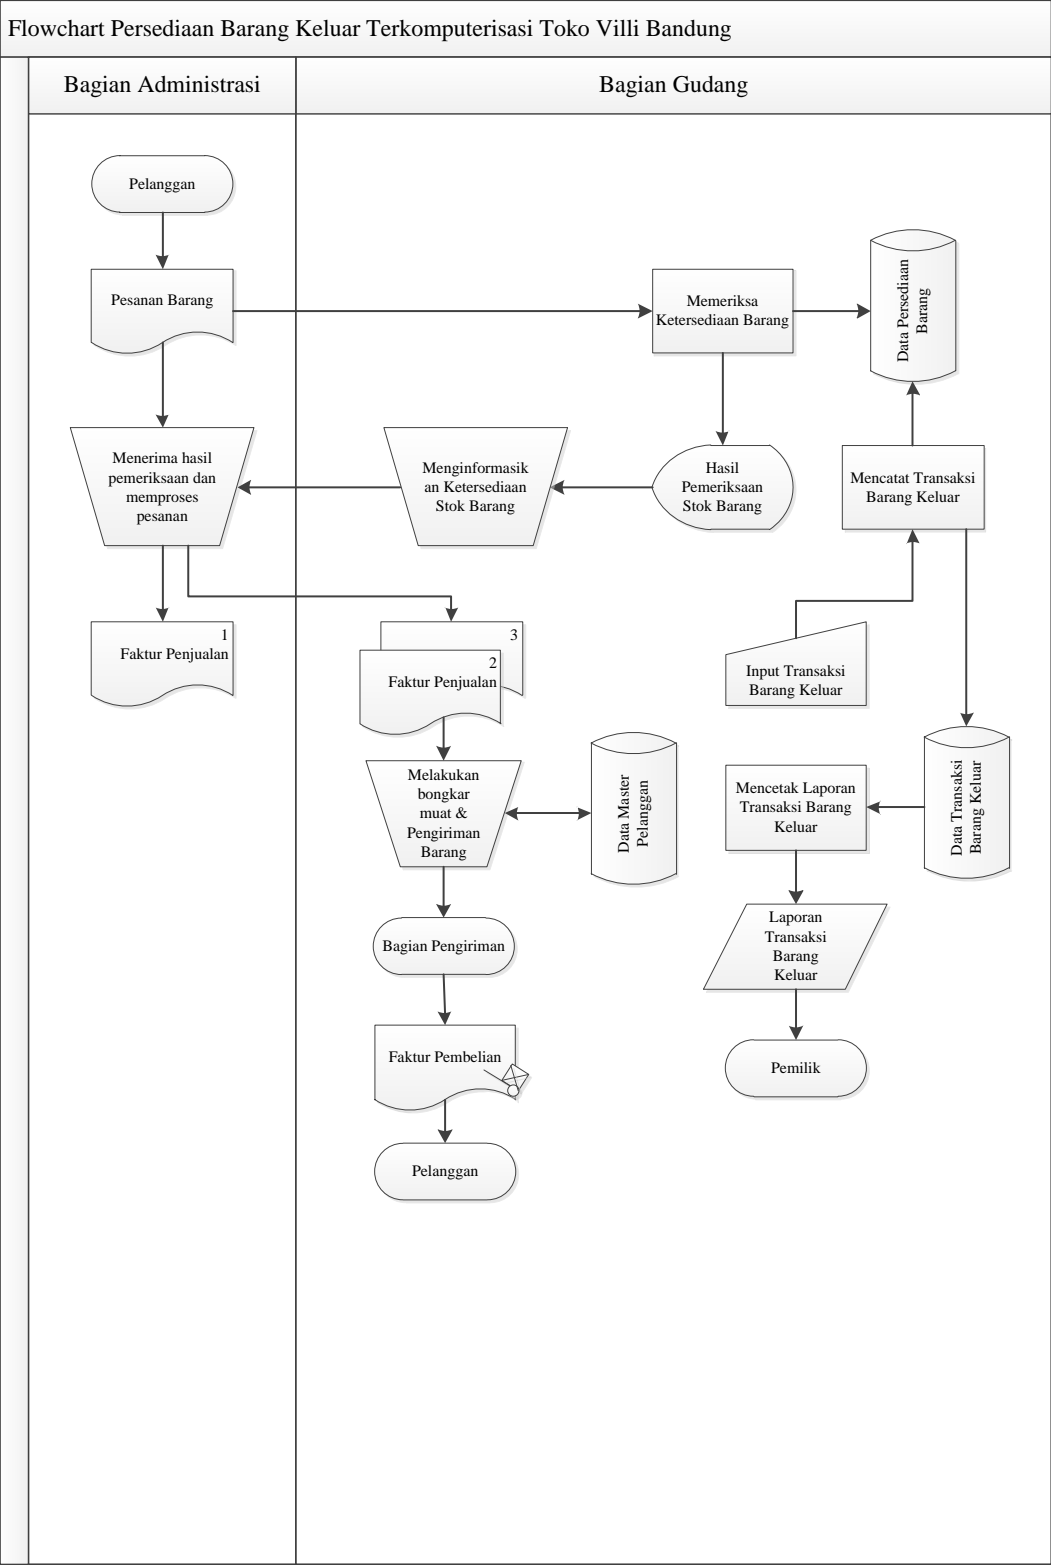 Flowchart Persediaan Barang Keluar Terkomputerisasi Toko Villi Bandung
Bagian Administrasi
Bagian Gudang
Pelanggan
Pesanan Barang
Memeriksa
Ketersediaan Barang
Data Persediaan
Barang
Menerima hasil
pemeriksaan dan
memproses
pesanan
Menginformasik
an Ketersediaan
Stok Barang
Hasil
Pemeriksaan
Stok Barang
Mencatat Transaksi
Barang Keluar
1
Faktur Penjualan
3
2
Faktur Penjualan
Input Transaksi
Barang Keluar
Melakukan
bongkar
muat &
Pengiriman
Barang
Data Master
Pelanggan
Mencetak Laporan
Transaksi Barang
Keluar
Data Transaksi
Barang Keluar
Bagian Pengiriman
Laporan
Transaksi
Barang
Keluar
Faktur Pembelian
Pemilik
Pelanggan